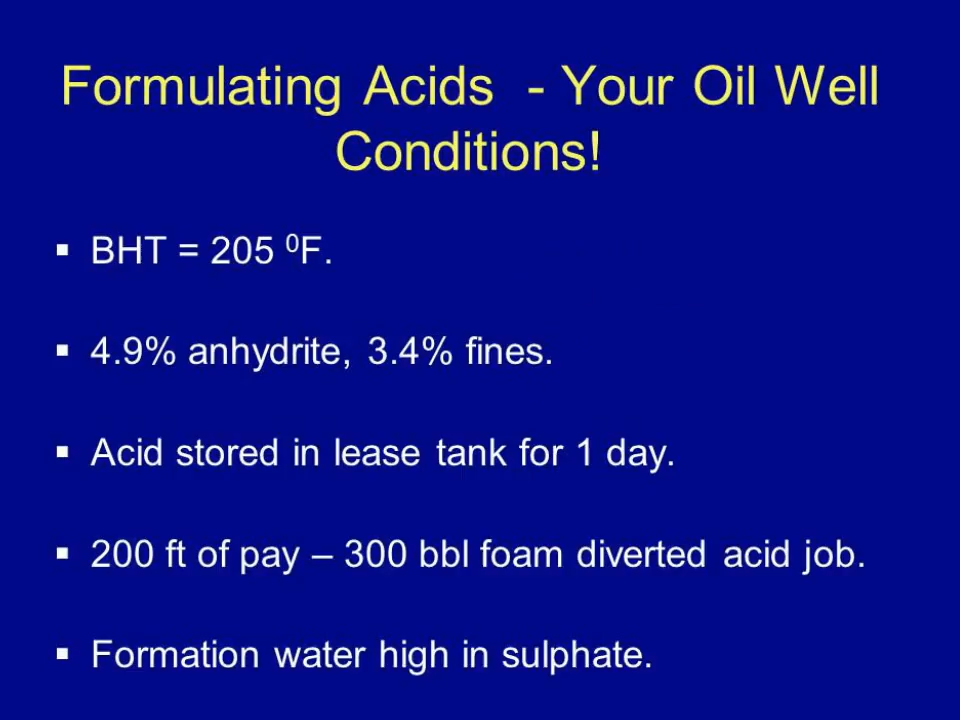 Formulating Acids - Your Oil Well
Conditions!
▪ BHT = 205 ⁰F.
▪ 4.9% anhydrite, 3.4% fines.
▪ Acid stored in lease tank for 1 day.
▪ 200 ft of pay – 300 bbl foam diverted acid job.
▪ Formation water high in sulphate.